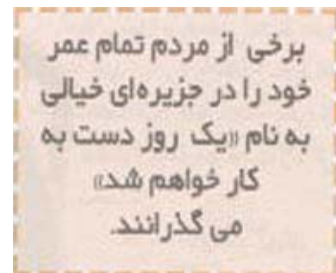 برخی از مردم تمام عمر
خود را در جزیره‌ای خیالی
به نام «یک روز دست به
کار خواهم شد»
می گذرانند.